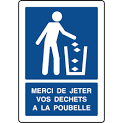 MERCI DE JETER
VOS DECHETS
A LA POUBELLE